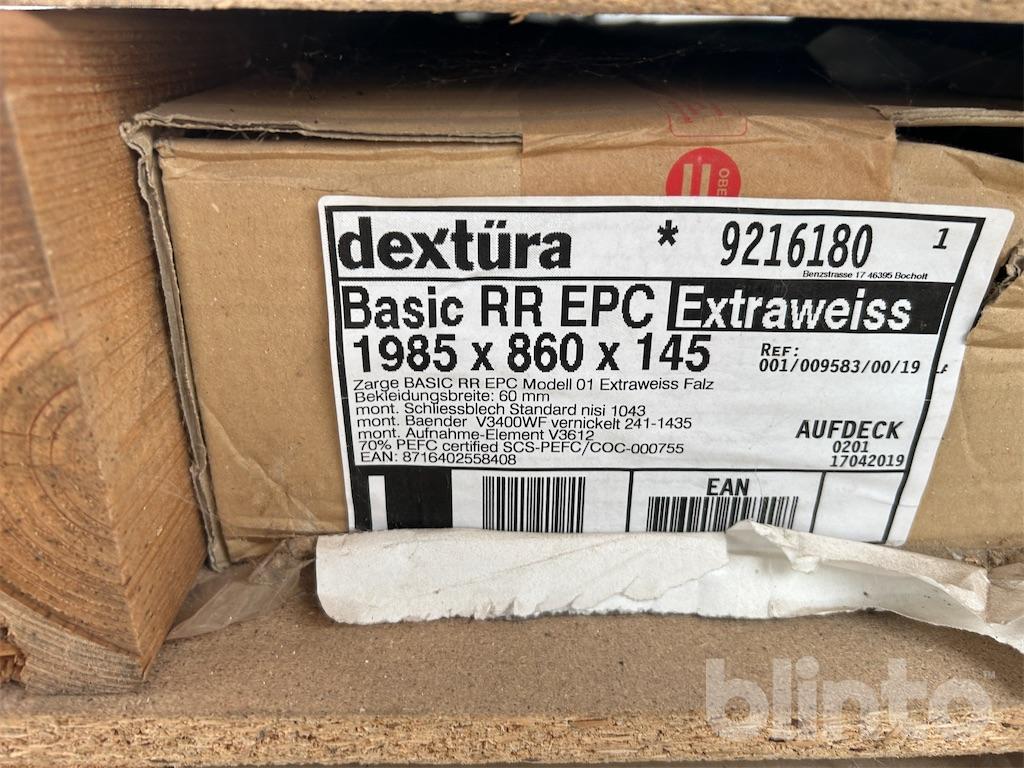 OBE
dextüra * 9216180 1
Benzstrasse 17 46395 Bocholt
Basic RR EPC Extraweiss
1985 x 860 x 145
REF:
001/009583/00/19
Zarge BASIC RR EPC Modell 01 Extraweiss Falz
Bekleidungsbreite: 60 mm
mont. Schliessblech Standard nisi 1043
mont. Baender V3400WF vernickelt 241-1435
mont. Aufnahme-Element V3612
70% PEFC certified SCS-PEFC/COC-000755
EAN: 8716402558408
AUFDECK
0201
17042019
EAN
blinto